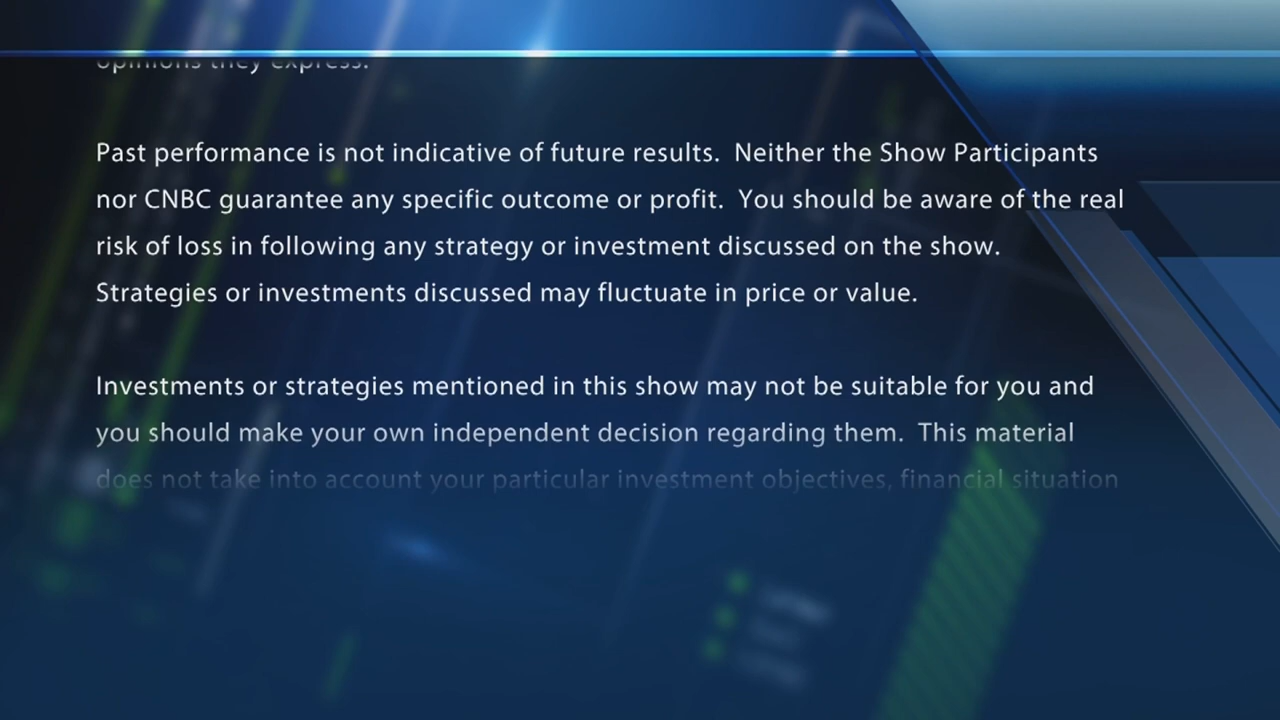 opinions they express.
Past performance is not indicative of future results.  Neither the Show Participants
nor CNBC guarantee any specific outcome or profit.  You should be aware of the real
risk of loss in following any strategy or investment discussed on the show.
Strategies or investments discussed may fluctuate in price or value.
Investments or strategies mentioned in this show may not be suitable for you and
you should make your own independent decision regarding them.  This material
does not take into account your particular investment objectives, financial situation